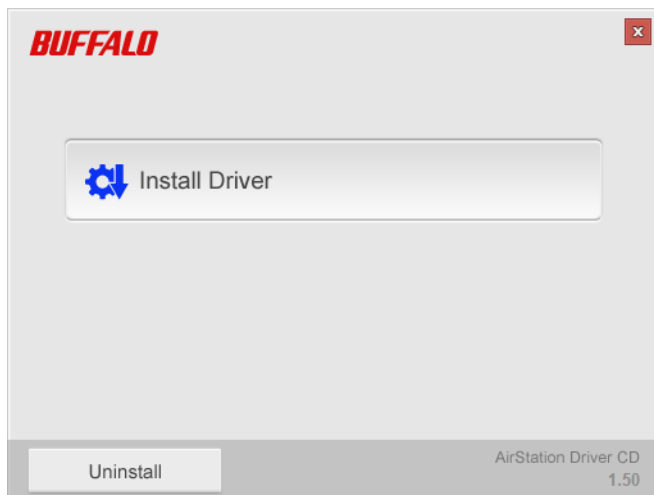 BUFFALO
x
Install Driver
Uninstall
AirStation Driver CD
1.50